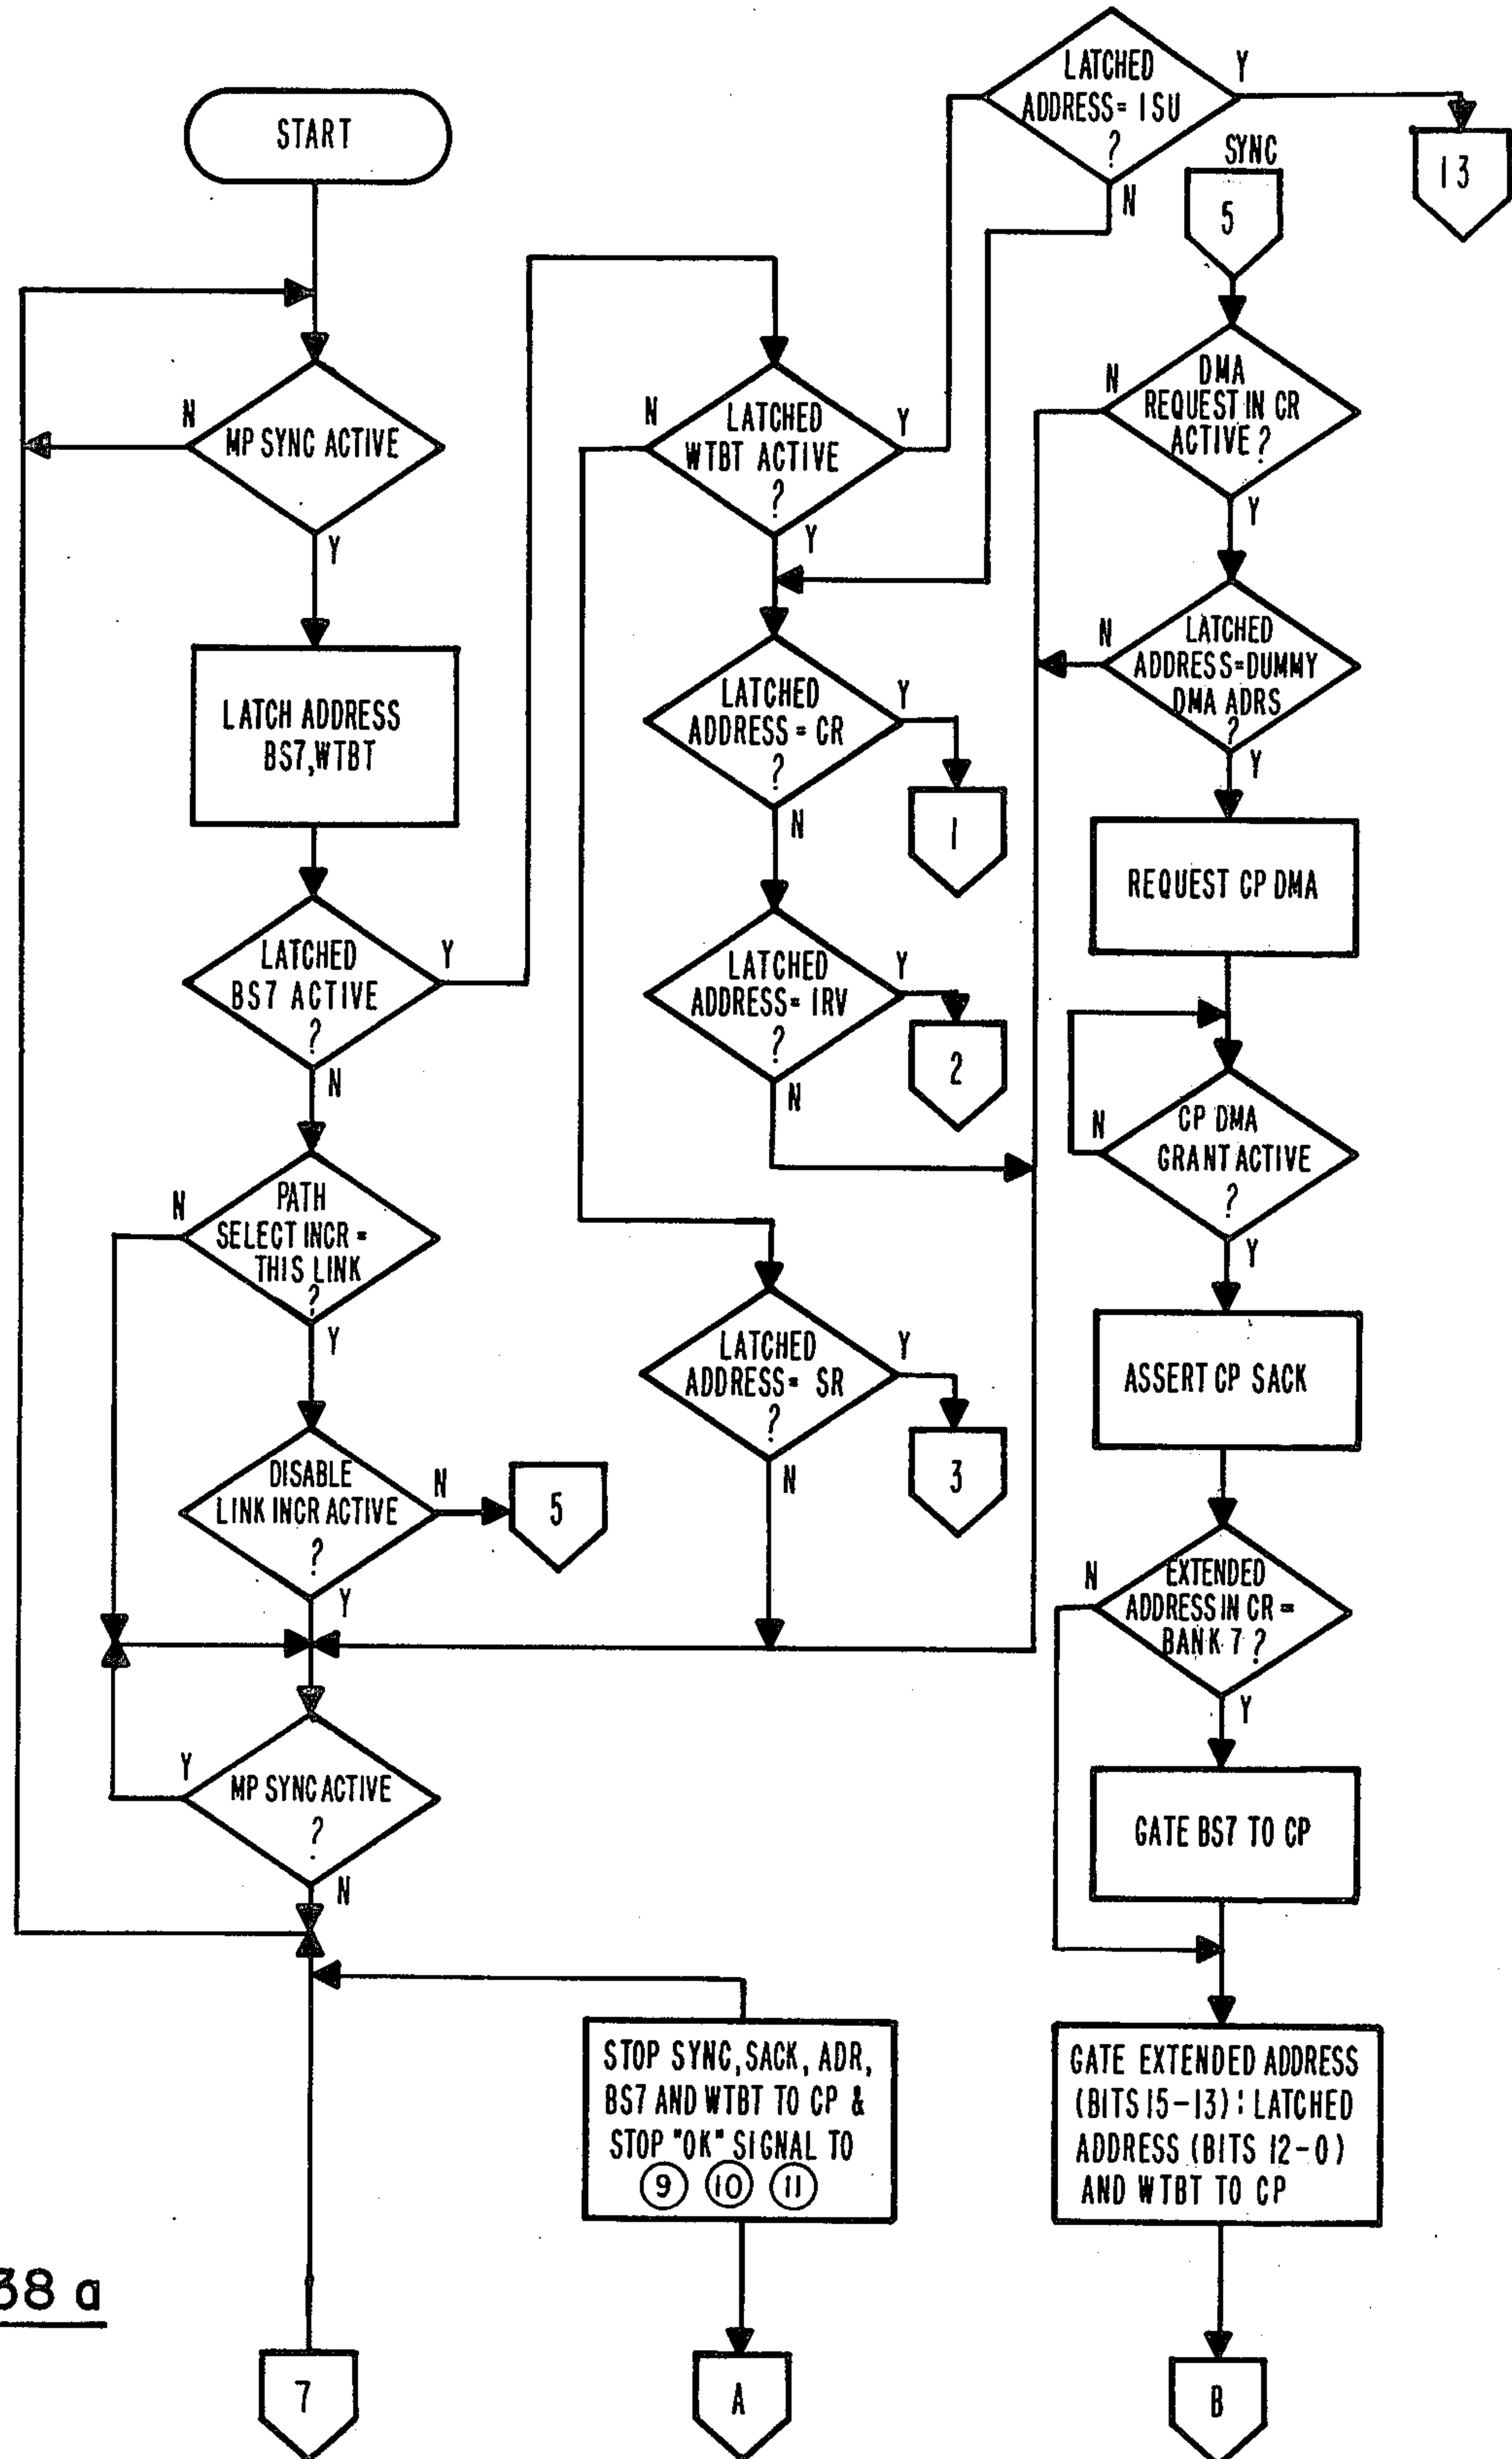 START
MP SYNC ACTIVE
N
Y
LATCH ADDRESS
BS7,WTBT
LATCHED
BS7 ACTIVE
?
Y
N
PATH
SELECT INCR =
THIS LINK
?
N
Y
DISABLE
LINK INCR ACTIVE
?
N
5
Y
MP SYNC ACTIVE
?
Y
N
7
LATCHED
WTBT ACTIVE
?
N
Y
Y
LATCHED
ADDRESS = CR
?
Y
1
N
LATCHED
ADDRESS= IRV
?
Y
2
N
LATCHED
ADDRESS= SR
?
Y
3
N
STOP SYNC, SACK, ADR,
BS7 AND WTBT TO CP &
STOP "OK" SIGNAL TO
9 10 11
A
LATCHED
ADDRESS= ISU
?
Y
13
N
SYNC
5
DMA
REQUEST IN CR
ACTIVE ?
N
Y
LATCHED
ADDRESS=DUMMY
DMA ADRS
?
N
Y
REQUEST CP DMA
CP DMA
GRANT ACTIVE
?
N
Y
ASSERT CP SACK
EXTENDED
ADDRESS IN CR =
BANK 7 ?
N
Y
GATE BS7 TO CP
GATE EXTENDED ADDRESS
(BITS 15-13): LATCHED
ADDRESS (BITS 12-0)
AND WTBT TO CP
B
38 a